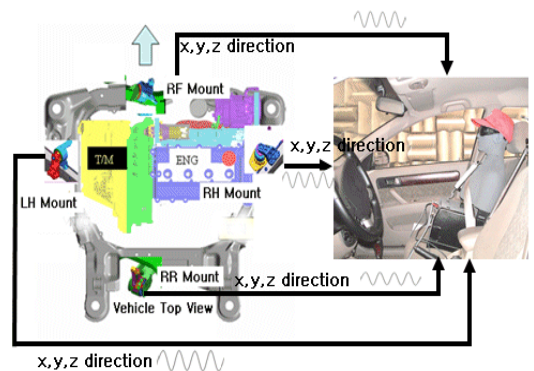 x,y,z direction
RF Mount
T/M
ENG
x,y,z direction
LH Mount
RH Mount
RR Mount
x,y,z direction
Vehicle Top View
x,y,z direction